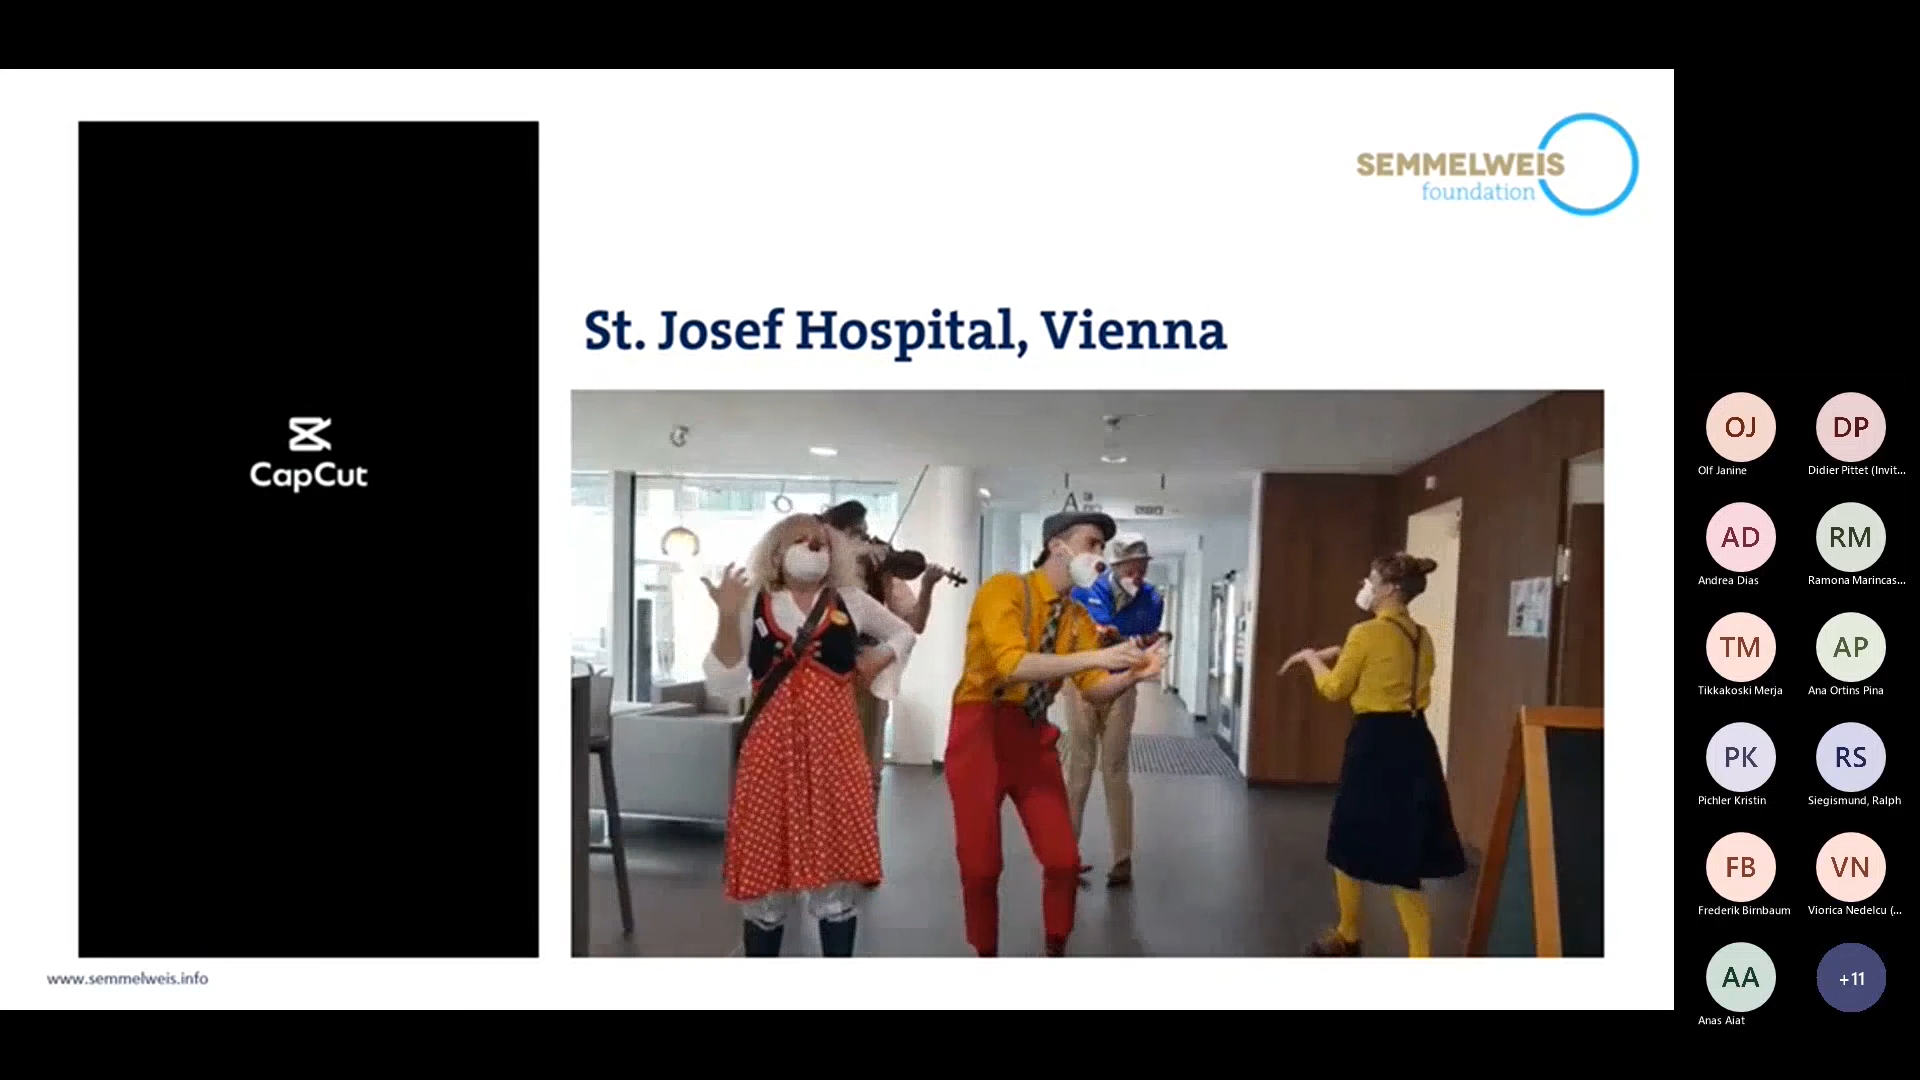 SEMMELWEIS
foundation
St. Josef Hospital, Vienna
CapCut
A
www.semmelweis.info
OJ
DP
Olf Janine
Didier Pittet (Invit...
AD
RM
Andrea Dias
Ramona Marincas...
TM
AP
Tikkakoski Merja
Ana Ortins Pina
PK
RS
Pichler Kristin
Siegismund, Ralph
FB
VN
Frederik Birnbaum
Viorica Nedelcu (...
AA
+11
Anas Aiat